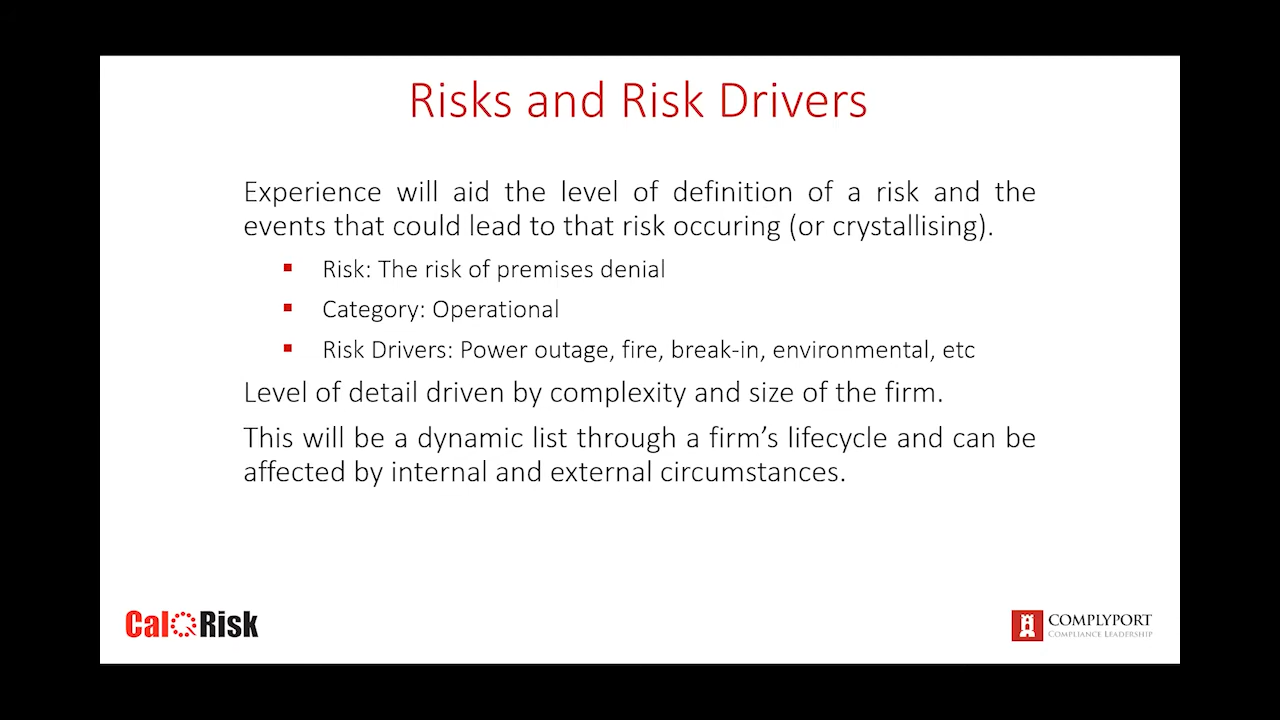 Risks and Risk Drivers
Experience will aid the level of definition of a risk and the
events that could lead to that risk occuring (or crystallising).
▪ Risk: The risk of premises denial
▪ Category: Operational
▪ Risk Drivers: Power outage, fire, break-in, environmental, etc
Level of detail driven by complexity and size of the firm.
This will be a dynamic list through a firm’s lifecycle and can be
affected by internal and external circumstances.
CalQRisk
COMPLYPORT
COMPLIANCE LEADERSHIP